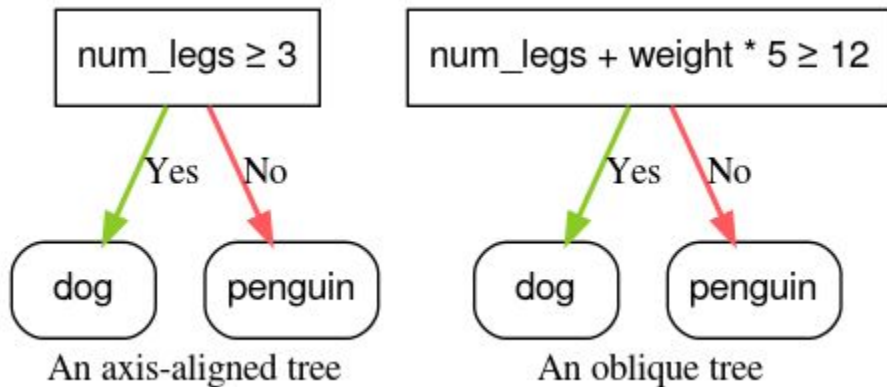 num_legs ≥ 3
num_legs + weight * 5 ≥ 12
Yes No
Yes No
dog penguin
dog penguin
An axis-aligned tree
An oblique tree